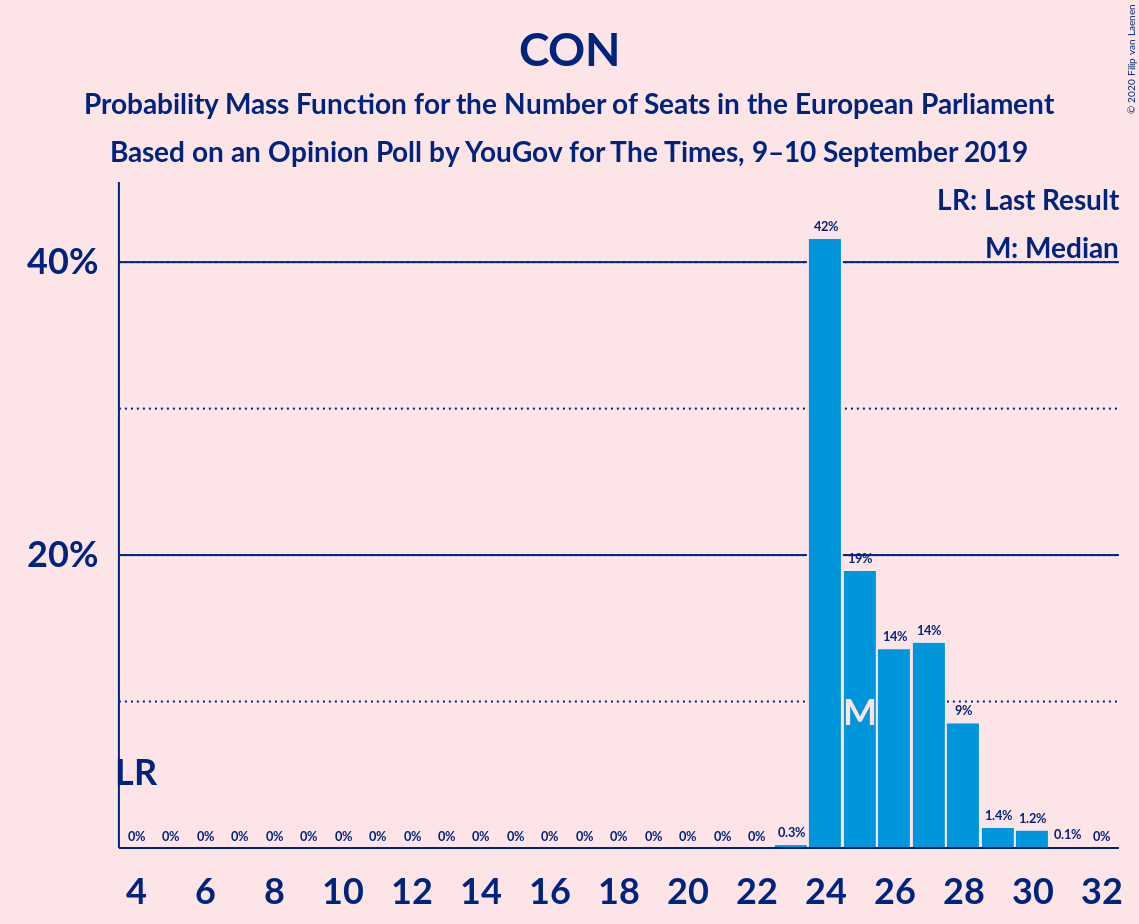 CON
Probability Mass Function for the Number of Seats in the European Parliament
Based on an Opinion Poll by YouGov for The Times, 9–10 September 2019
© 2020 Filip van Laenen
LR: Last Result
M: Median
40%
20%
42%
19%
14%
14%
9%
M
LR
0% 0% 0% 0% 0% 0% 0% 0% 0% 0% 0% 0% 0% 0% 0% 0% 0% 0% 0% 0.3% 1.4% 1.2% 0.1% 0%
4 6 8 10 12 14 16 18 20 22 24 26 28 30 32